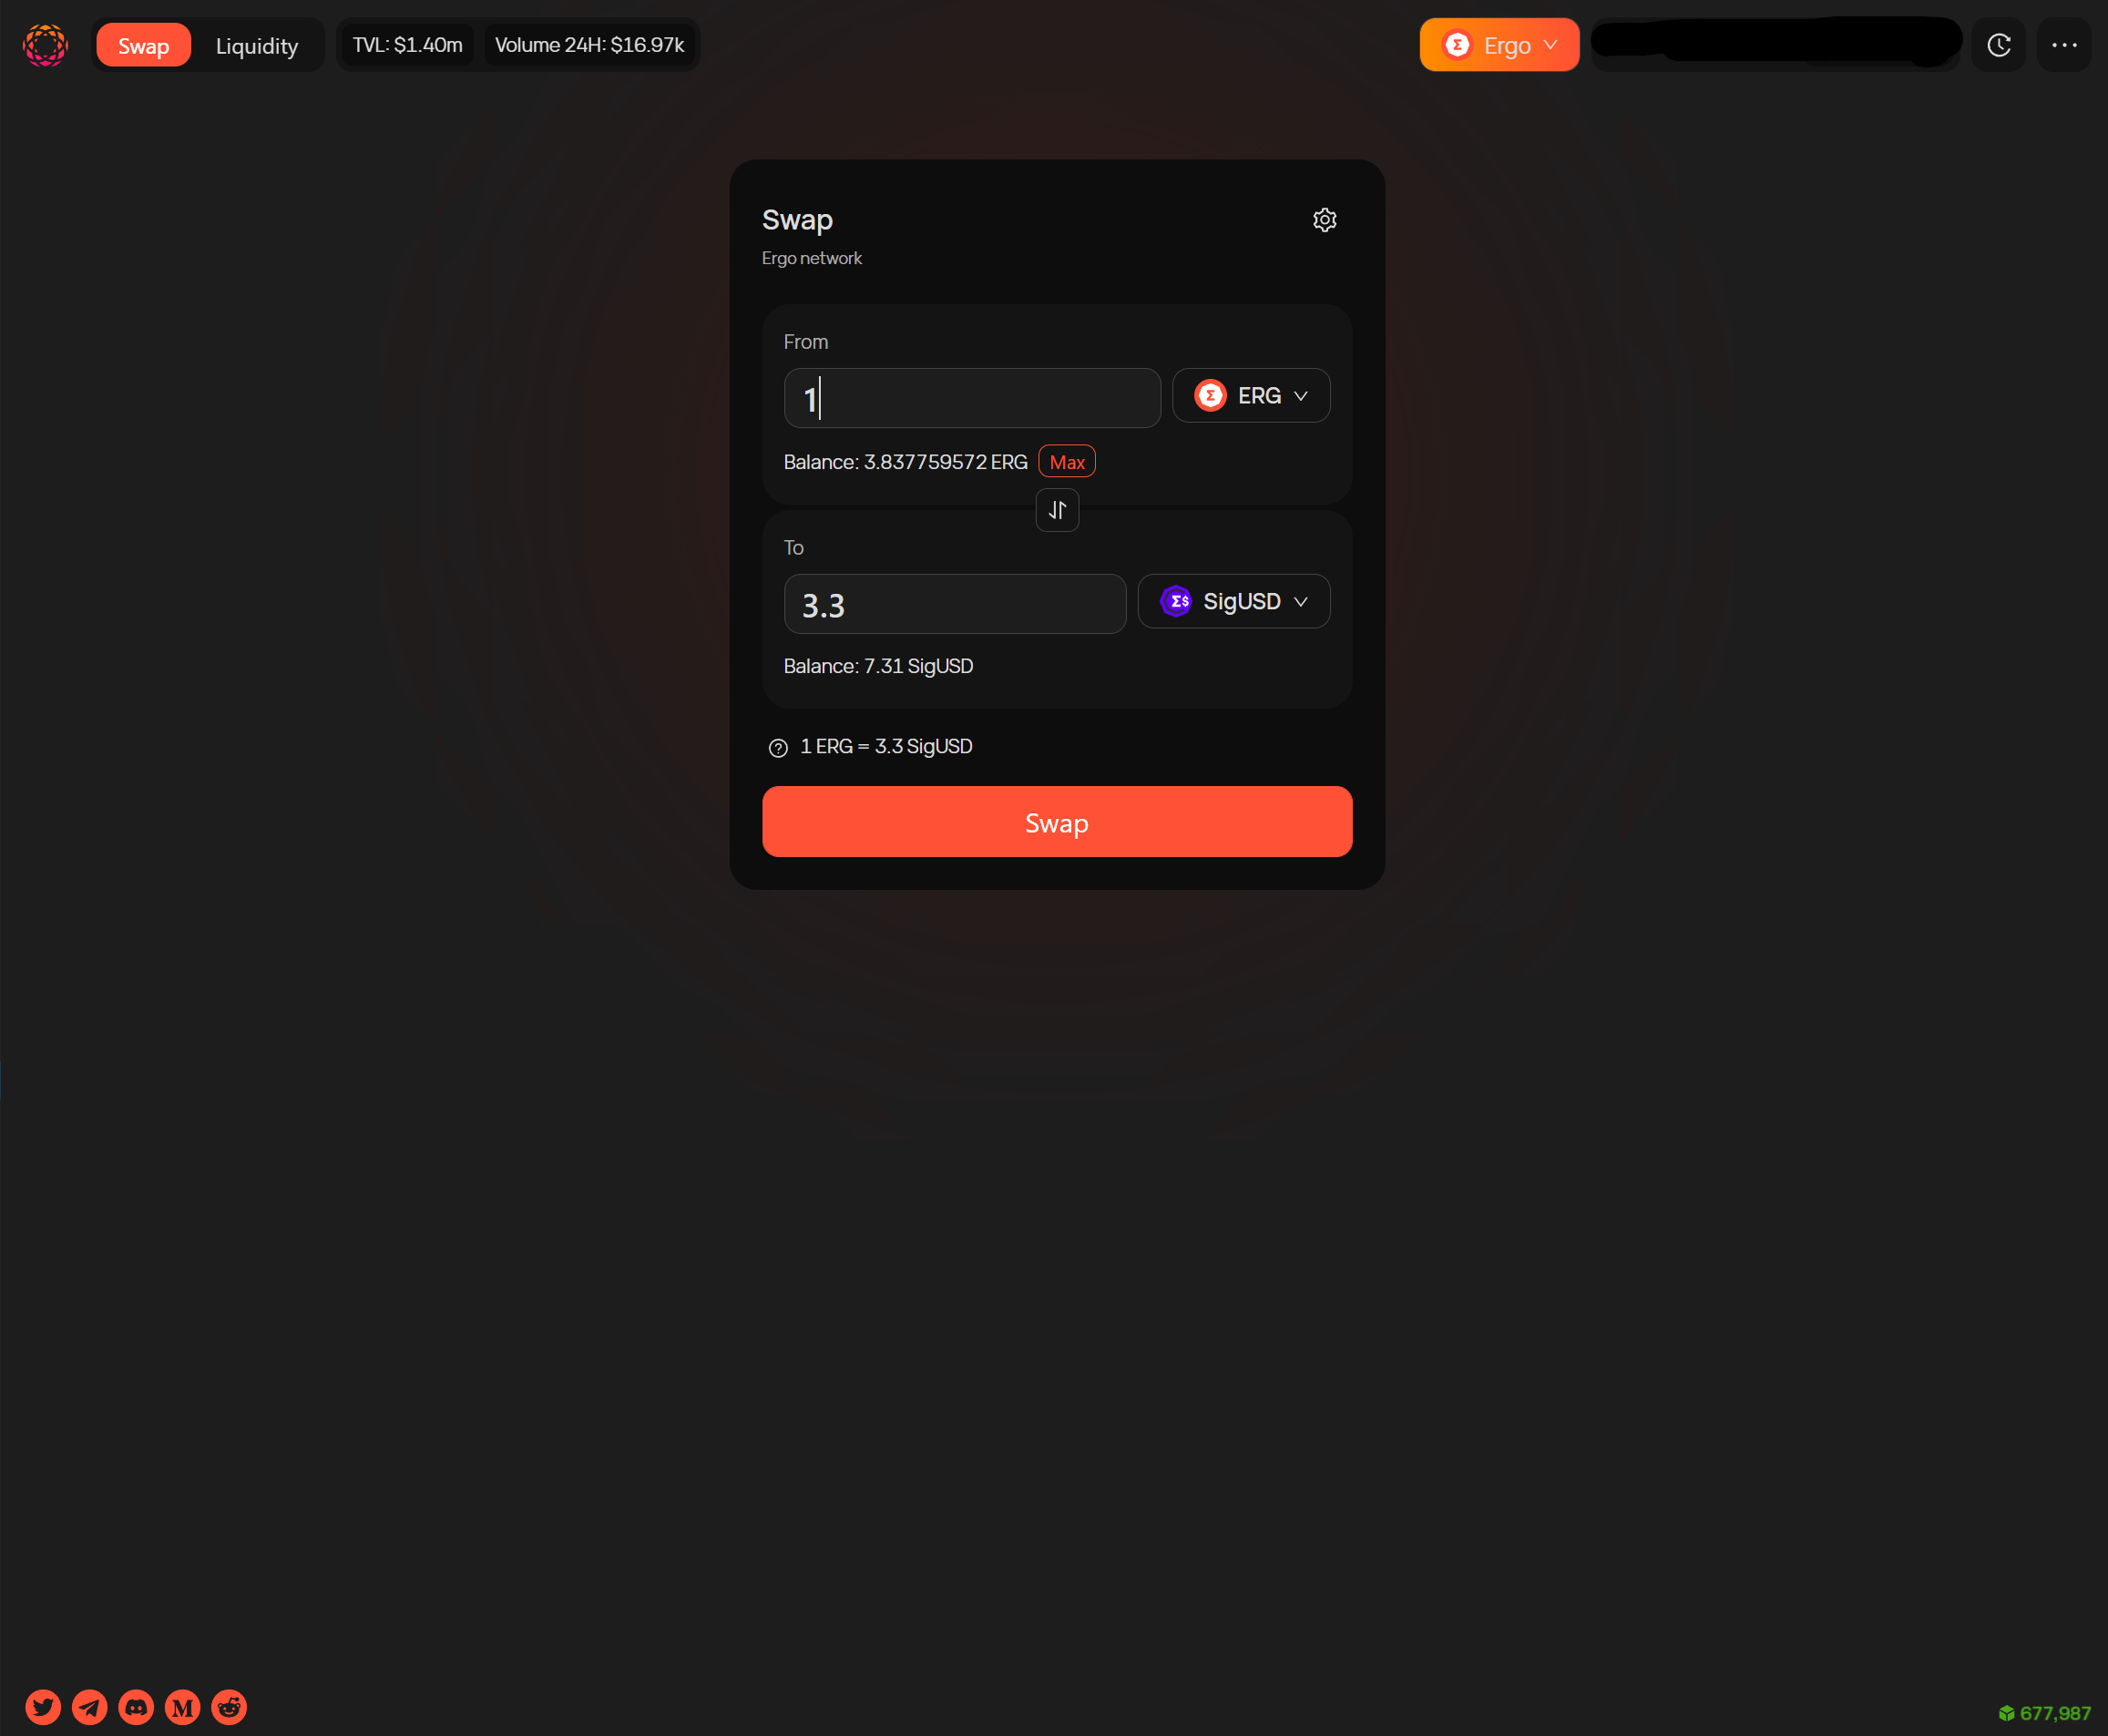 Swap
Liquidity
TVL: $1.40m
Volume 24H: $16.97k
Ergo
Swap
Ergo network
From
1
ERG
Balance: 3.837759572 ERG
Max
To
3.3
SigUSD
Balance: 7.31 SigUSD
1 ERG = 3.3 SigUSD
Swap
677,987